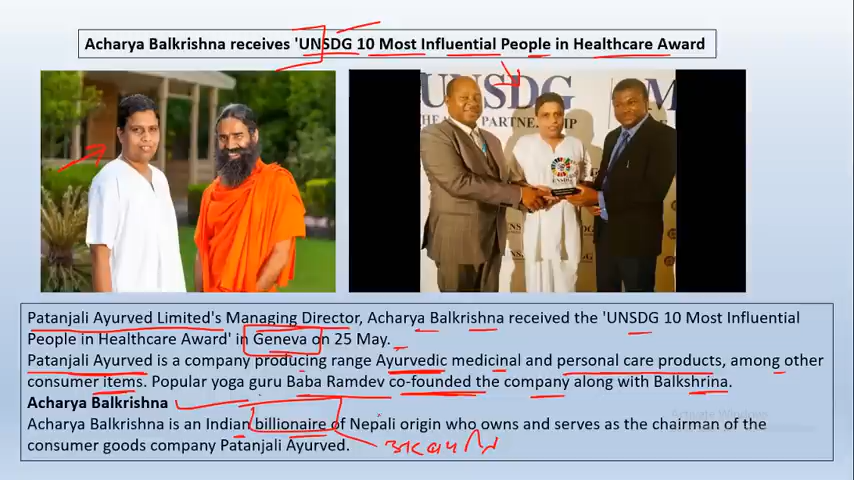 Acharya Balkrishna receives 'UNSDG 10 Most Influential People in Healthcare Award
UNSDG
PARTNERSHIP
UNSDG
Patanjali Ayurved Limited's Managing Director, Acharya Balkrishna received the 'UNSDG 10 Most Influential
People in Healthcare Award' in Geneva on 25 May.
Patanjali Ayurved is a company producing range Ayurvedic medicinal and personal care products, among other
consumer items. Popular yoga guru Baba Ramdev co-founded the company along with Balkshrina.
Acharya Balkrishna
Acharya Balkrishna is an Indian billionaire of Nepali origin who owns and serves as the chairman of the
consumer goods company Patanjali Ayurved.
Activate Windows